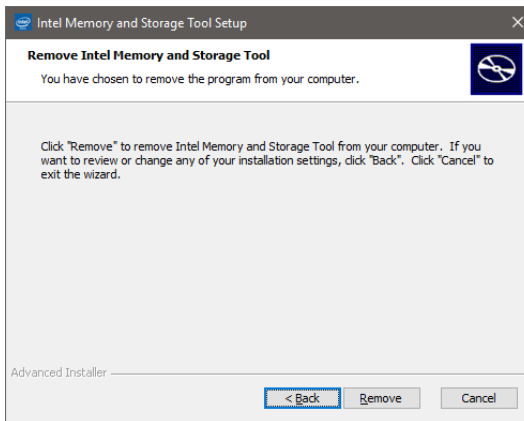 Intel Memory and Storage Tool Setup
Remove Intel Memory and Storage Tool
You have chosen to remove the program from your computer.
Click "Remove" to remove Intel Memory and Storage Tool from your computer. If you
want to review or change any of your installation settings, click "Back". Click "Cancel" to
exit the wizard.
Advanced Installer
< Back Remove Cancel